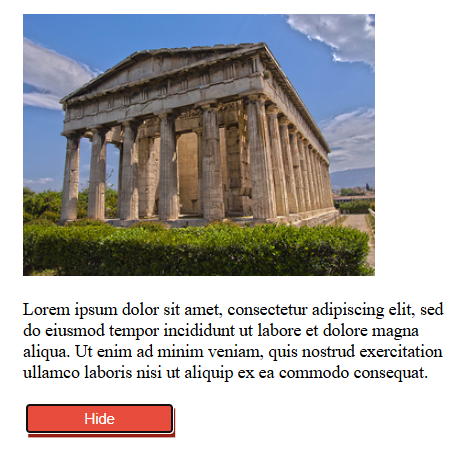 Lorem ipsum dolor sit amet, consectetur adipiscing elit, sed
do eiusmod tempor incididunt ut labore et dolore magna
aliqua. Ut enim ad minim veniam, quis nostrud exercitation
ullamco laboris nisi ut aliquip ex ea commodo consequat.
Hide